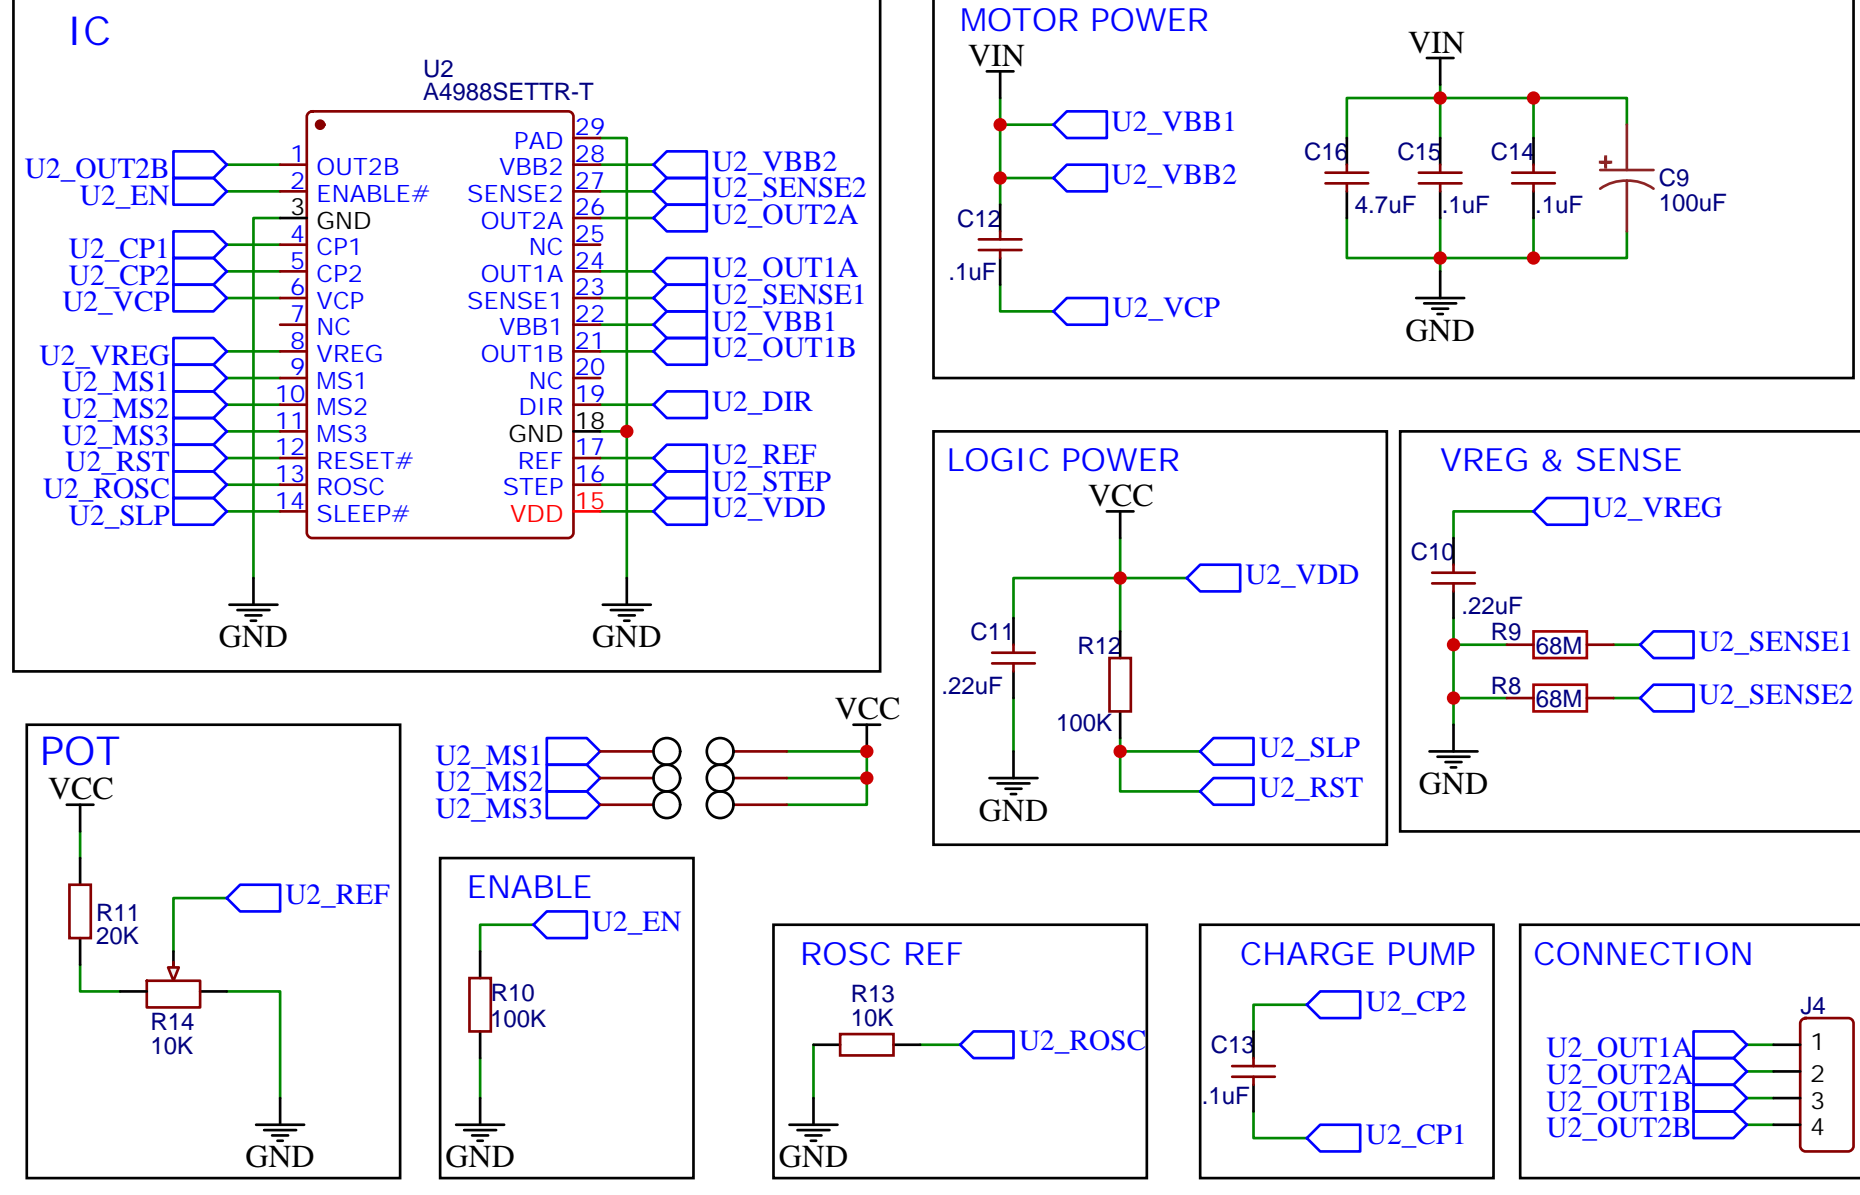 IC
U2
A4988SETTR-T
U2_OUT2B
U2_EN
U2_CP1
U2_CP2
U2_VCP
U2_VREG
U2_MS1
U2_MS2
U2_MS3
U2_RST
U2_ROSC
U2_SLP
1 OUT2B
2 ENABLE#
3 GND
4 CP1
5 CP2
6 VCP
7 NC
8 VREG
9 MS1
10 MS2
11 MS3
12 RESET#
13 ROSC
14 SLEEP#
PAD 29
VBB2 28 U2_VBB2
SENSE2 27 U2_SENSE2
OUT2A 26 U2_OUT2A
NC 25
OUT1A 24 U2_OUT1A
SENSE1 23 U2_SENSE1
VBB1 22 U2_VBB1
OUT1B 21 U2_OUT1B
NC 20
DIR 19 U2_DIR
GND 18
REF 17 U2_REF
STEP 16 U2_STEP
VDD 15 U2_VDD
GND
GND
MOTOR POWER
VIN
U2_VBB1
U2_VBB2
C12
.1uF
U2_VCP
VIN
C16
4.7uF
C15
.1uF
C14
.1uF
+
C9
100uF
GND
LOGIC POWER
VCC
U2_VDD
C11
.22uF
R12
100K
U2_SLP
U2_RST
GND
VREG & SENSE
U2_VREG
C10
.22uF
R9 68M U2_SENSE1
R8 68M U2_SENSE2
GND
POT
VCC
R11
20K
U2_REF
R14
10K
GND
VCC
U2_MS1
U2_MS2
U2_MS3
ENABLE
U2_EN
R10
100K
GND
ROSC REF
R13
10K
U2_ROSC
GND
CHARGE PUMP
U2_CP2
C13
.1uF
U2_CP1
CONNECTION
J4
U2_OUT1A 1
U2_OUT2A 2
U2_OUT1B 3
U2_OUT2B 4